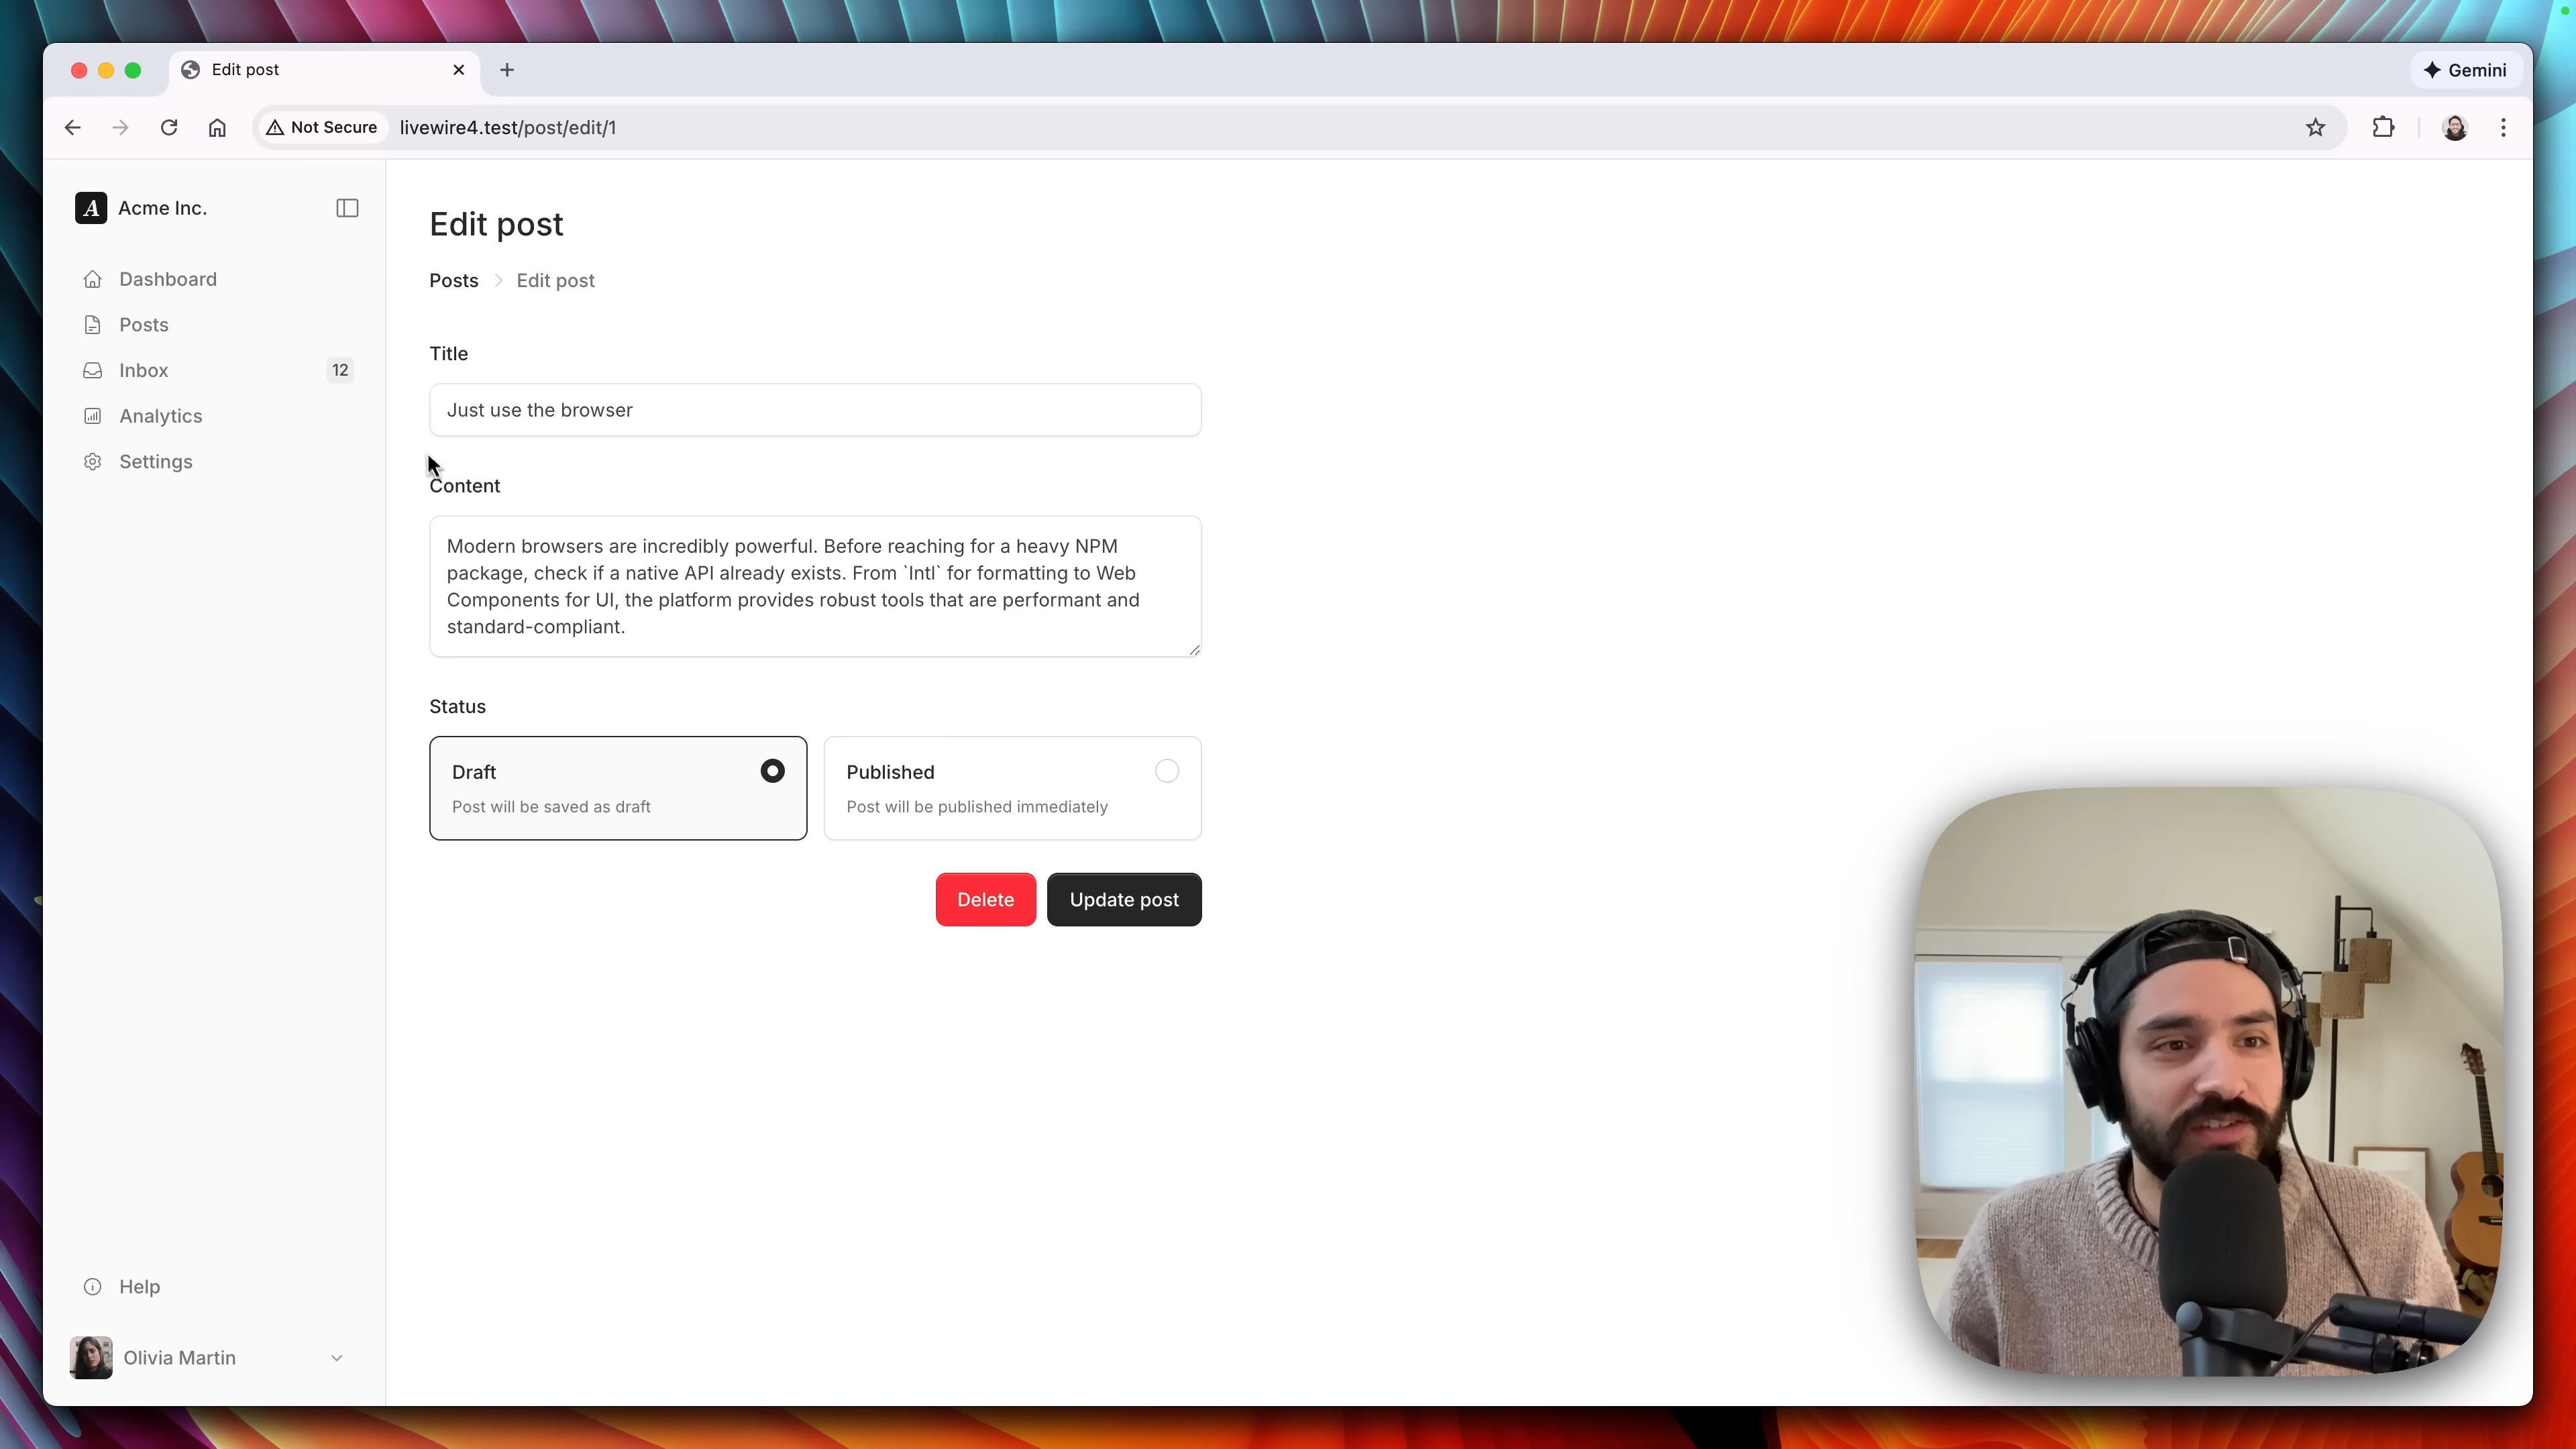 Edit post
Gemini
Not Secure
livewire4.test/post/edit/1
A Acme Inc.
Dashboard
Posts
Inbox 12
Analytics
Settings
Help
Olivia Martin
Edit post
Posts Edit post
Title
Just use the browser
Content
Modern browsers are incredibly powerful. Before reaching for a heavy NPM
package, check if a native API already exists. From `Intl` for formatting to Web
Components for UI, the platform provides robust tools that are performant and
standard-compliant.
Status
Draft
Post will be saved as draft
Published
Post will be published immediately
Delete
Update post